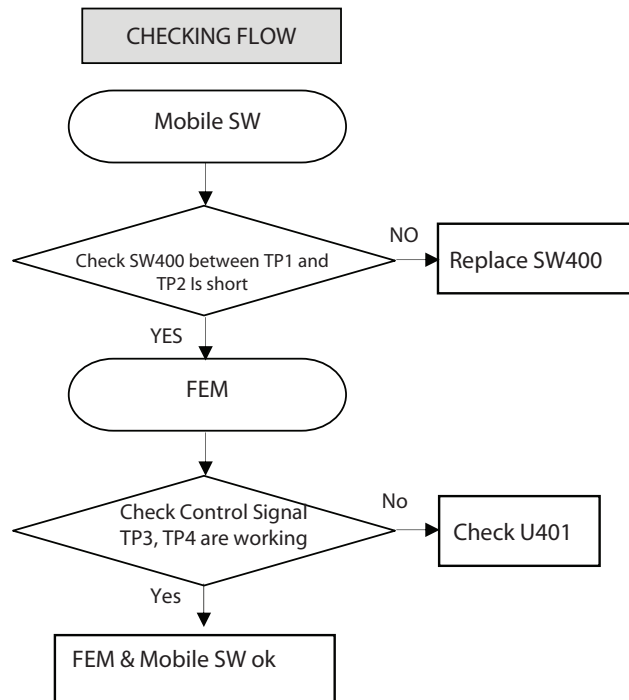 CHECKING FLOW
Mobile SW
Check SW400 between TP1 and
TP2 Is short
NO
Replace SW400
YES
FEM
Check Control Signal
TP3, TP4 are working
No
Check U401
Yes
FEM & Mobile SW ok